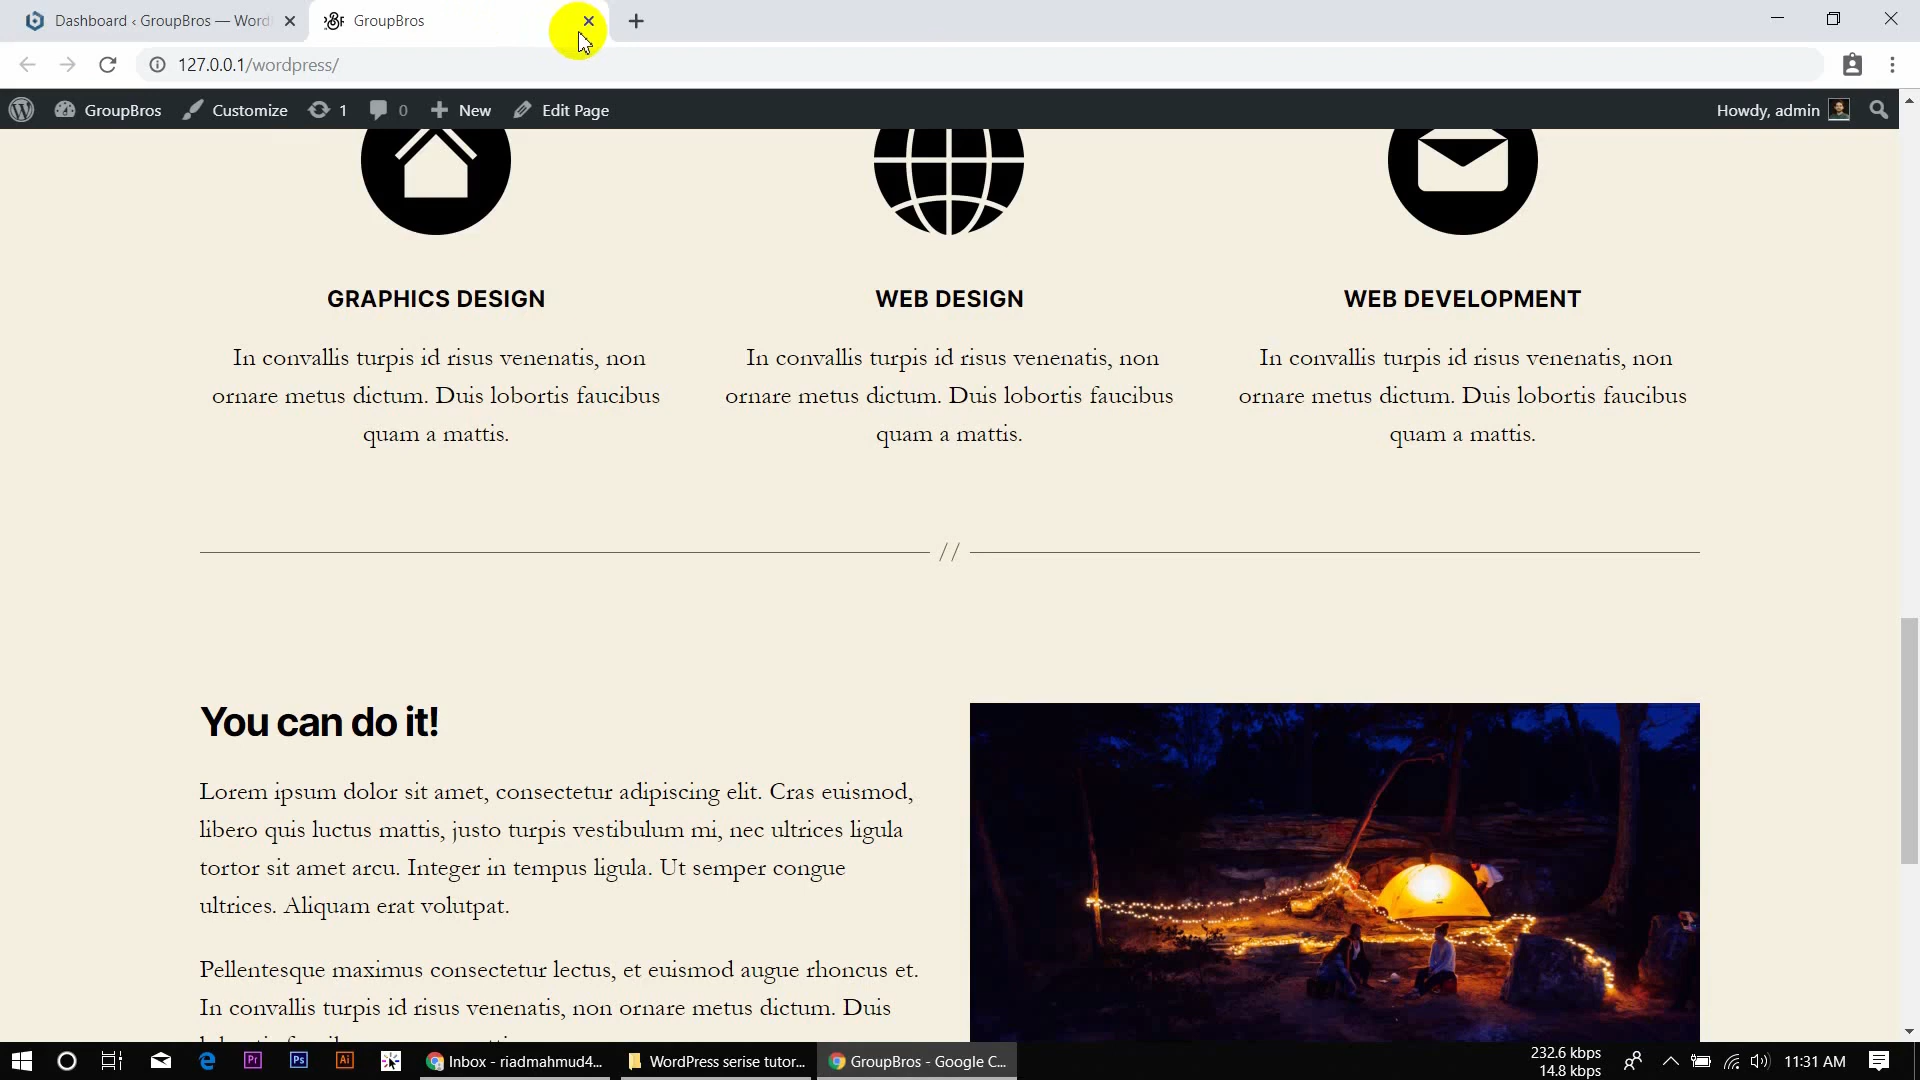 Dashboard ‹ GroupBros — Word
GroupBros
127.0.0.1/wordpress/
GroupBros Customize 1 0 New Edit Page Howdy, admin
GRAPHICS DESIGN
In convallis turpis id risus venenatis, non
ornare metus dictum. Duis lobortis faucibus
quam a mattis.
WEB DESIGN
In convallis turpis id risus venenatis, non
ornare metus dictum. Duis lobortis faucibus
quam a mattis.
WEB DEVELOPMENT
In convallis turpis id risus venenatis, non
ornare metus dictum. Duis lobortis faucibus
quam a mattis.
//
You can do it!
Lorem ipsum dolor sit amet, consectetur adipiscing elit. Cras euismod,
libero quis luctus mattis, justo turpis vestibulum mi, nec ultrices ligula
tortor sit amet arcu. Integer in tempus ligula. Ut semper congue
ultrices. Aliquam erat volutpat.
Pellentesque maximus consectetur lectus, et euismod augue rhoncus et.
In convallis turpis id risus venenatis, non ornare metus dictum. Duis
Pr Ps Ai
Inbox - riadmahmud4...
WordPress serise tutor...
GroupBros - Google C...
232.6 kbps
14.8 kbps
11:31 AM